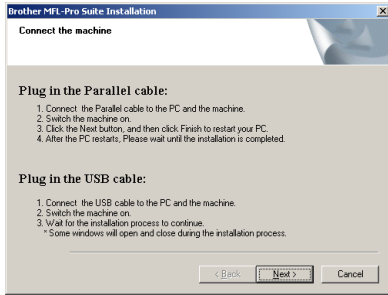 Brother MFL-Pro Suite Installation
Connect the machine
Plug in the Parallel cable:
1. Connect the Parallel cable to the PC and the machine.
2. Switch the machine on.
3. Click the Next button, and then click Finish to restart your PC.
4. After the PC restarts, Please wait until the installation is completed.
Plug in the USB cable:
1. Connect the USB cable to the PC and the machine.
2. Switch the machine on.
3. Wait for the installation process to continue.
* Some windows will open and close during the installation process.
< Back Next > Cancel